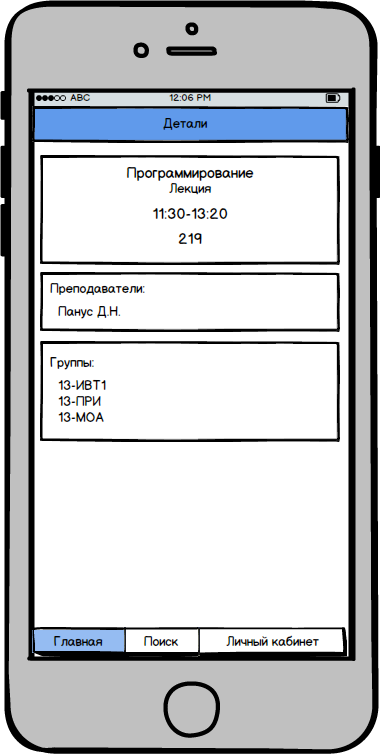 ABC 12:06 PM
Детали
Программирование
Лекция
11:30-13:20
219
Преподаватели:
Панус Д.Н.
Группы:
13-ИВТ1
13-ПРИ
13-МОА
Главная Поиск Личный кабинет